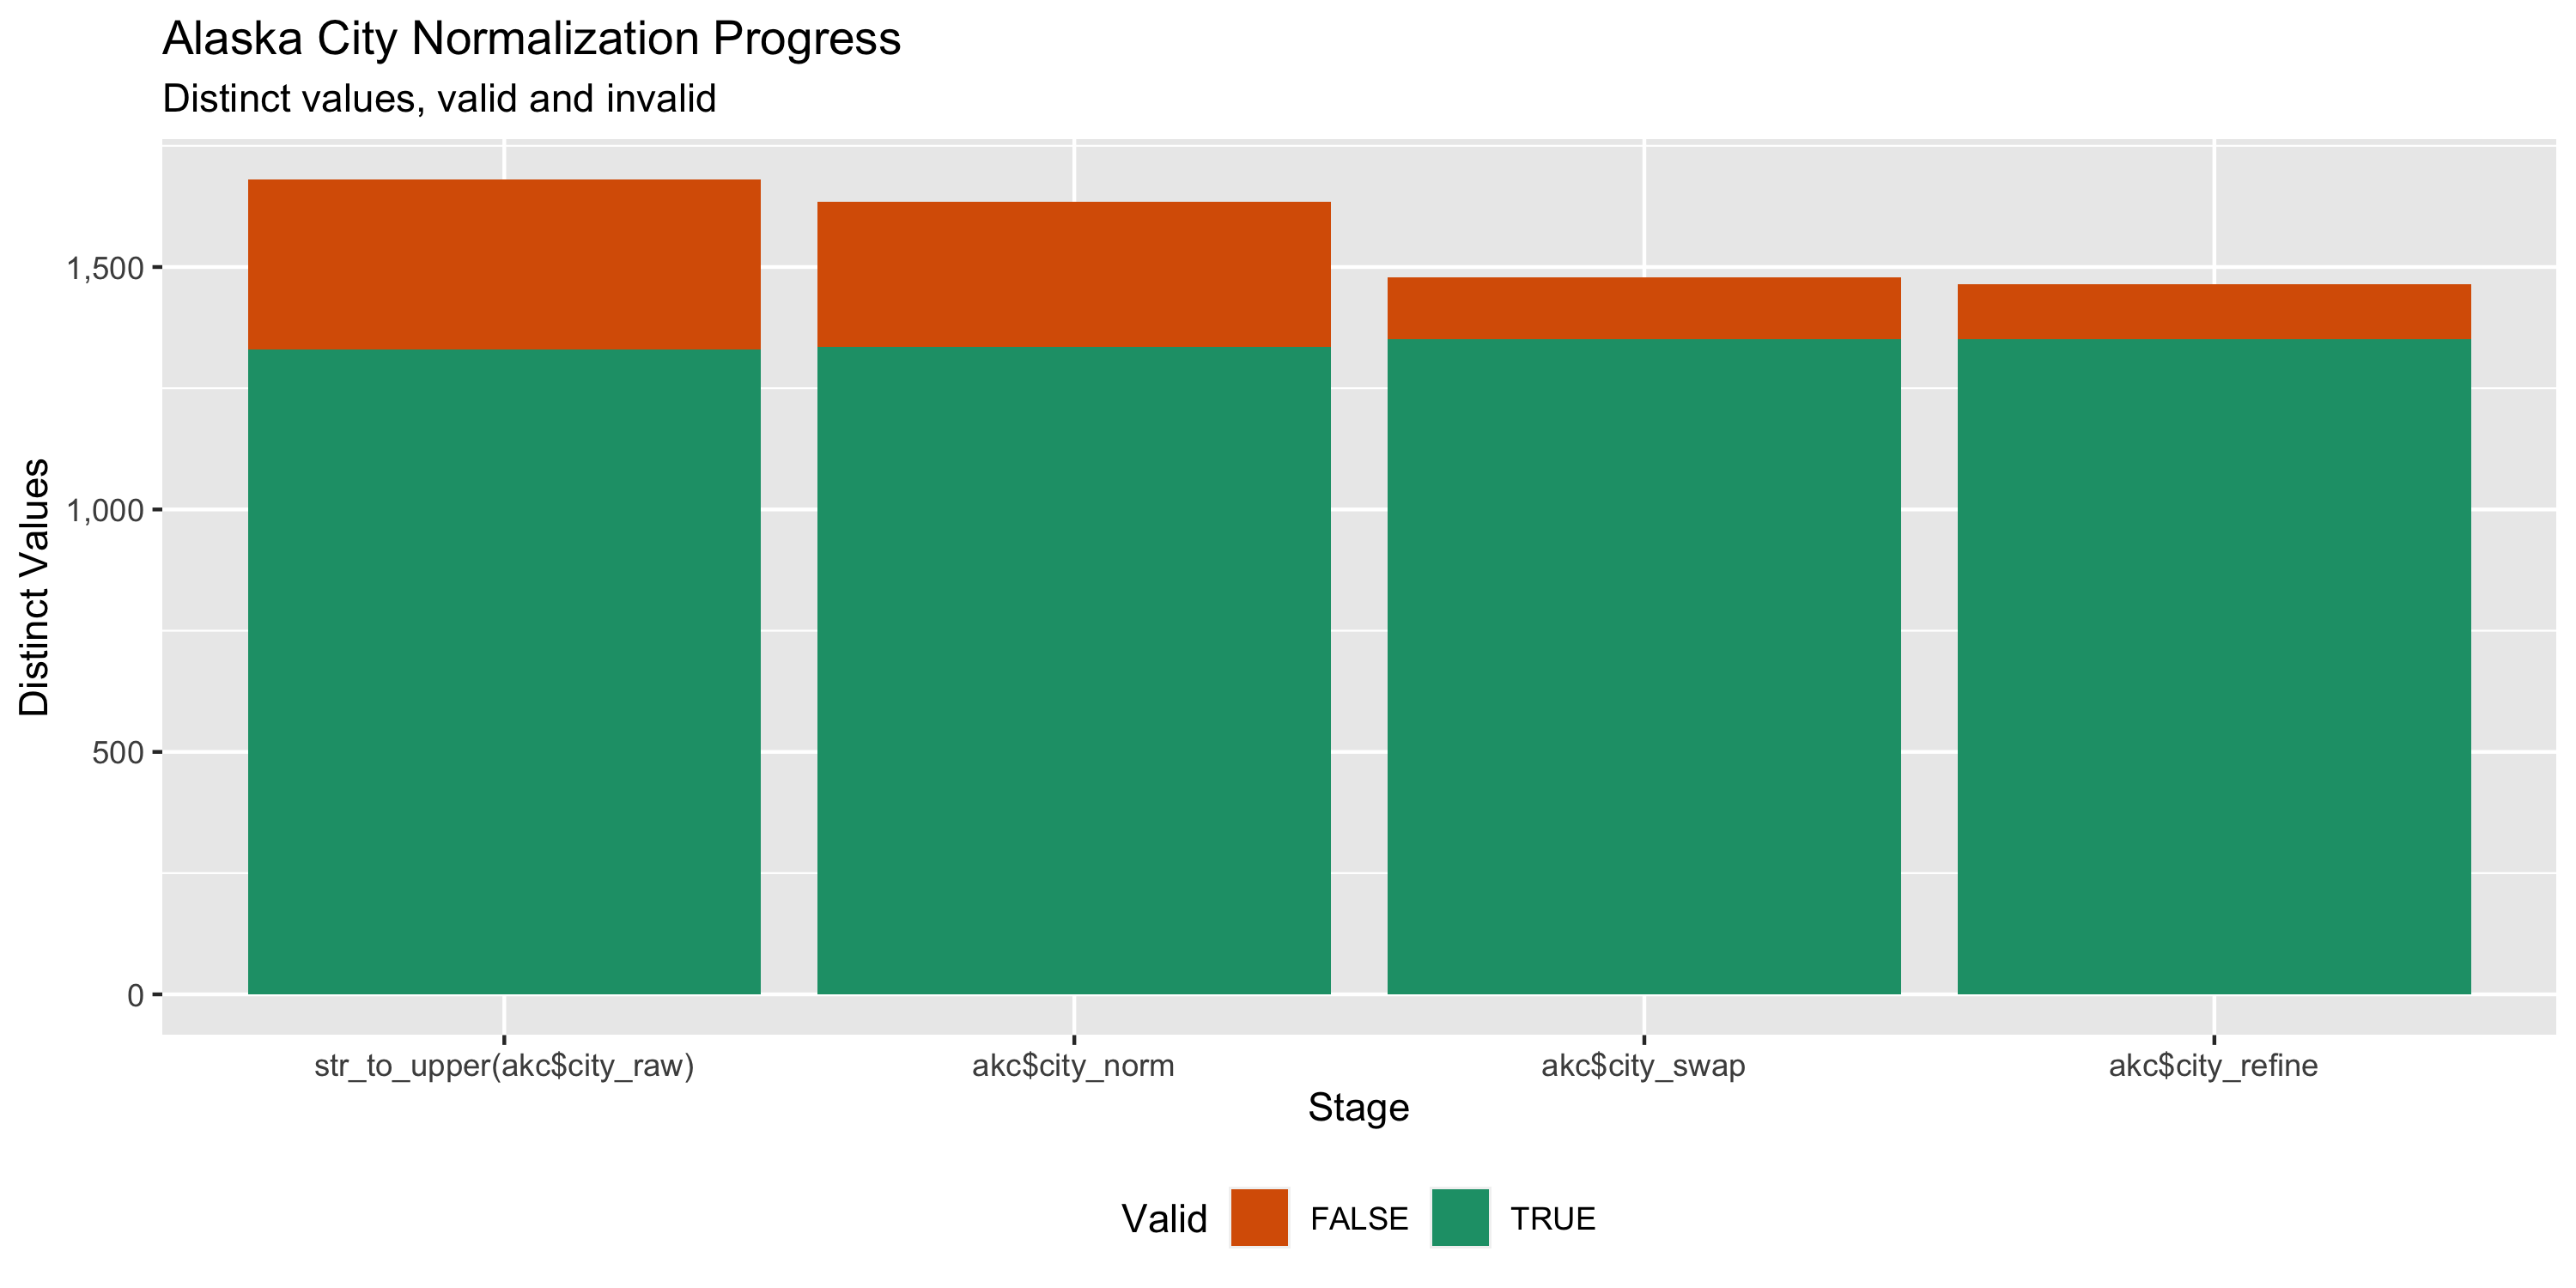 Alaska City Normalization Progress
Distinct values, valid and invalid
Distinct Values
1,500
1,000
500
0
str_to_upper(akc$city_raw) akc$city_norm akc$city_swap akc$city_refine
Stage
Valid FALSE TRUE